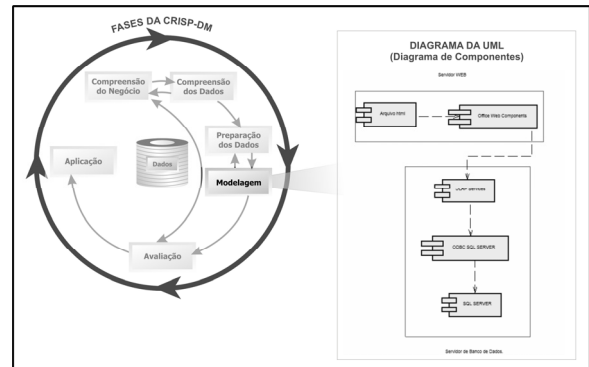 FASES DA CRISP-DM
Compreensão
do Negócio
Compreensão
dos Dados
Preparação
dos Dados
Dados
Aplicação
Modelagem
Avaliação
DIAGRAMA DA UML
(Diagrama de Componentes)
Servidor WEB
Arquivo Html
Office Web Components
ODBC SQL SERVER
SQL SERVER
Servidor de Banco de Dados.